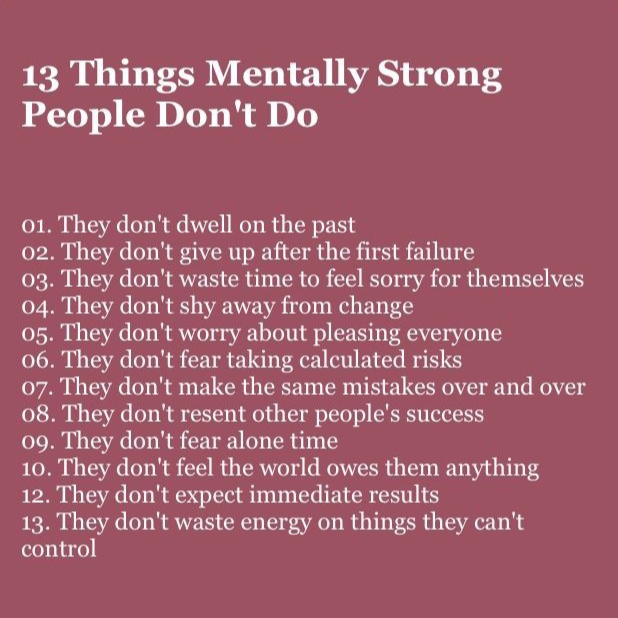 13 Things Mentally Strong
People Don't Do
01. They don't dwell on the past
02. They don't give up after the first failure
03. They don't waste time to feel sorry for themselves
04. They don't shy away from change
05. They don't worry about pleasing everyone
06. They don't fear taking calculated risks
07. They don't make the same mistakes over and over
08. They don't resent other people's success
09. They don't fear alone time
10. They don't feel the world owes them anything
12. They don't expect immediate results
13. They don't waste energy on things they can't
control